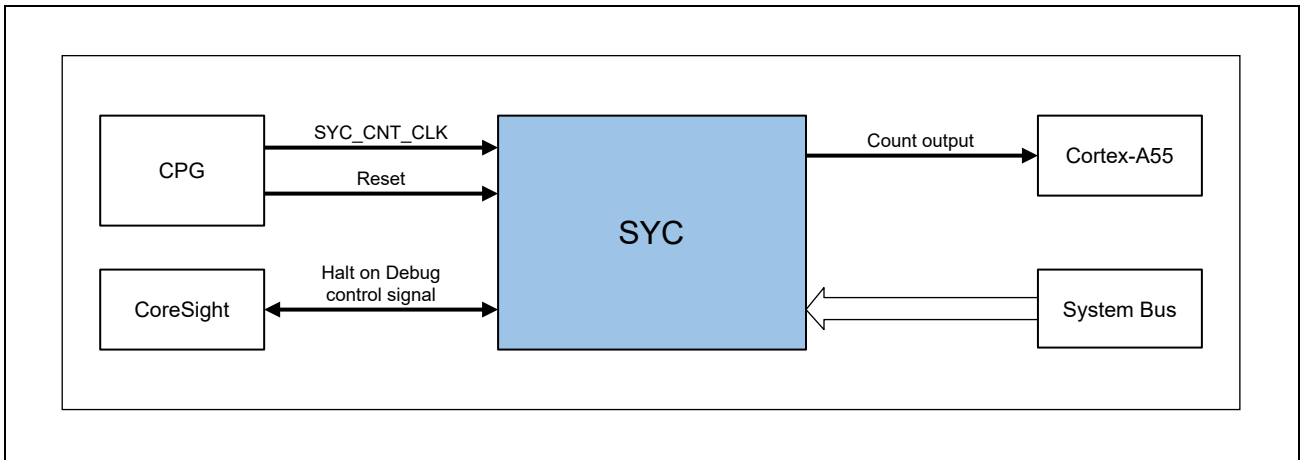 CPG
SYC_CNT_CLK
Reset
CoreSight
Halt on Debug
control signal
SYC
Count output
Cortex-A55
System Bus